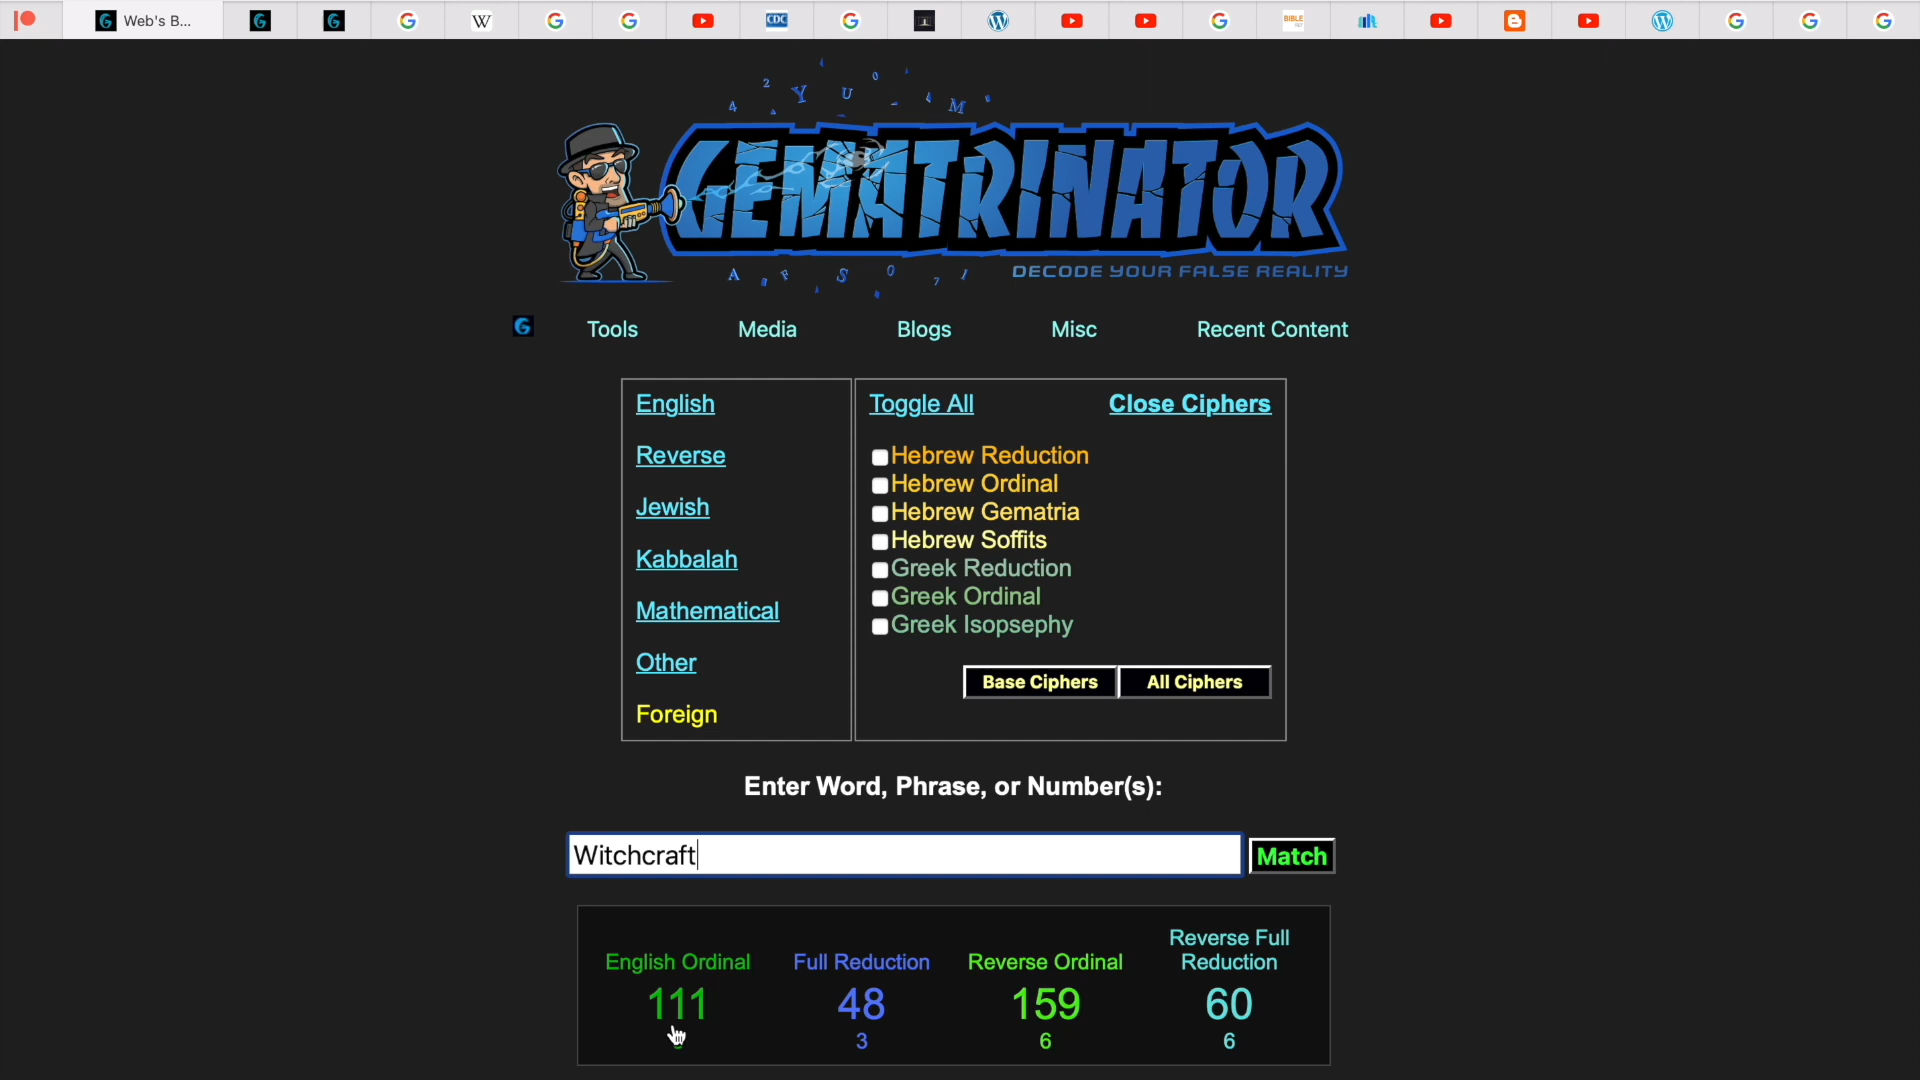 Web's B...
W
CDC
BIBLE
GEMATRINATOR
DECODE YOUR FALSE REALITY
Tools Media Blogs Misc Recent Content
English
Reverse
Jewish
Kabbalah
Mathematical
Other
Foreign
Toggle All Close Ciphers
Hebrew Reduction
Hebrew Ordinal
Hebrew Gematria
Hebrew Soffits
Greek Reduction
Greek Ordinal
Greek Isopsephy
Base Ciphers All Ciphers
Enter Word, Phrase, or Number(s):
Witchcraft Match
English Ordinal Full Reduction Reverse Ordinal Reverse Full Reduction
111 48 159 60
3 6 6